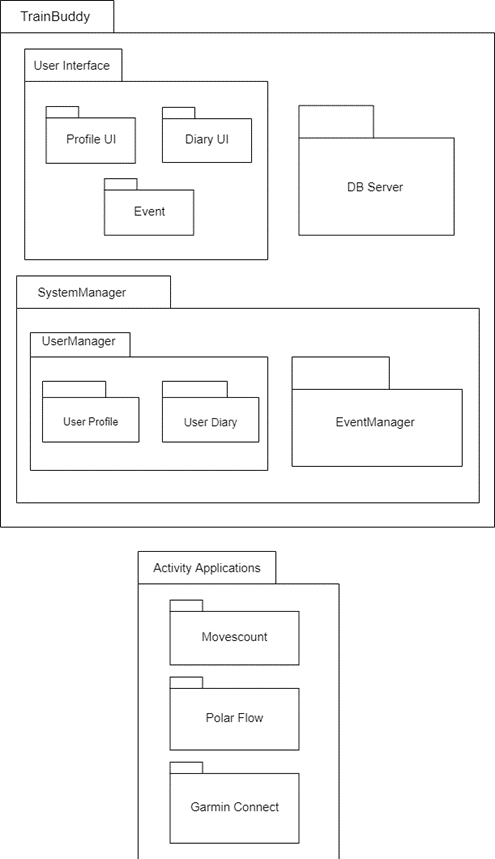 TrainBuddy
User Interface
Profile UI
Diary UI
Event
DB Server
SystemManager
UserManager
User Profile
User Diary
EventManager
Activity Applications
Movescount
Polar Flow
Garmin Connect